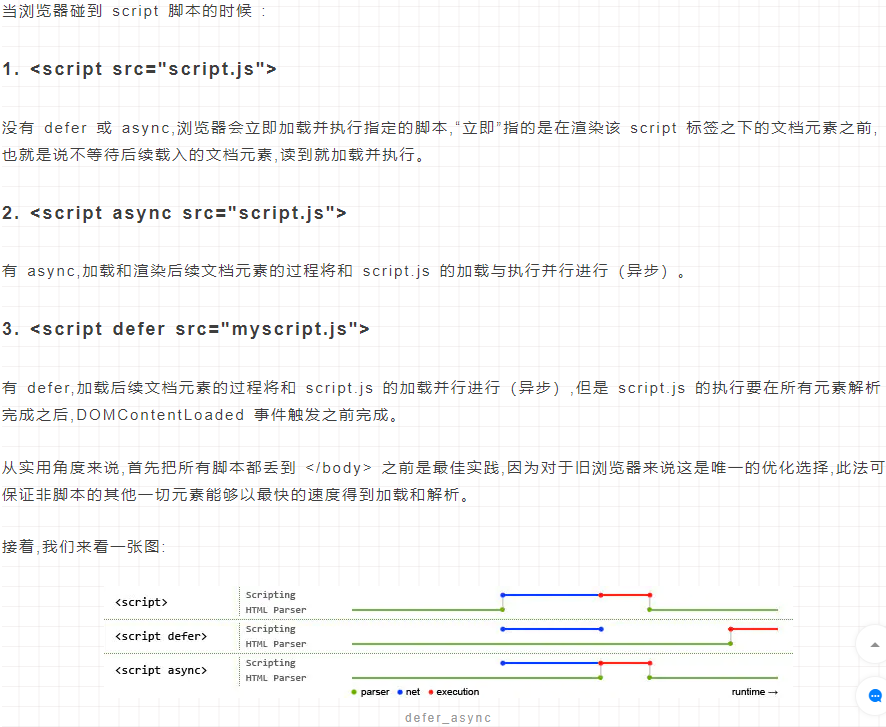 当浏览器碰到 script 脚本的时候 :
1. <script src="script.js">
没有 defer 或 async,浏览器会立即加载并执行指定的脚本,“立即”指的是在渲染该 script 标签之下的文档元素之前,
也就是说不等待后续载入的文档元素,读到就加载并执行。
2. <script async src="script.js">
有 async,加载和渲染后续文档元素的过程将和 script.js 的加载与执行并行进行（异步）。
3. <script defer src="myscript.js">
有 defer,加载后续文档元素的过程将和 script.js 的加载并行进行（异步）,但是 script.js 的执行要在所有元素解析
完成之后,DOMContentLoaded 事件触发之前完成。
从实用角度来说,首先把所有脚本都丢到 </body> 之前是最佳实践,因为对于旧浏览器来说这是唯一的优化选择,此法可
保证非脚本的其他一切元素能够以最快的速度得到加载和解析。
接着,我们来看一张图:
<script>
Scripting
HTML Parser
<script defer>
Scripting
HTML Parser
<script async>
Scripting
HTML Parser
parser net execution runtime →
defer_async